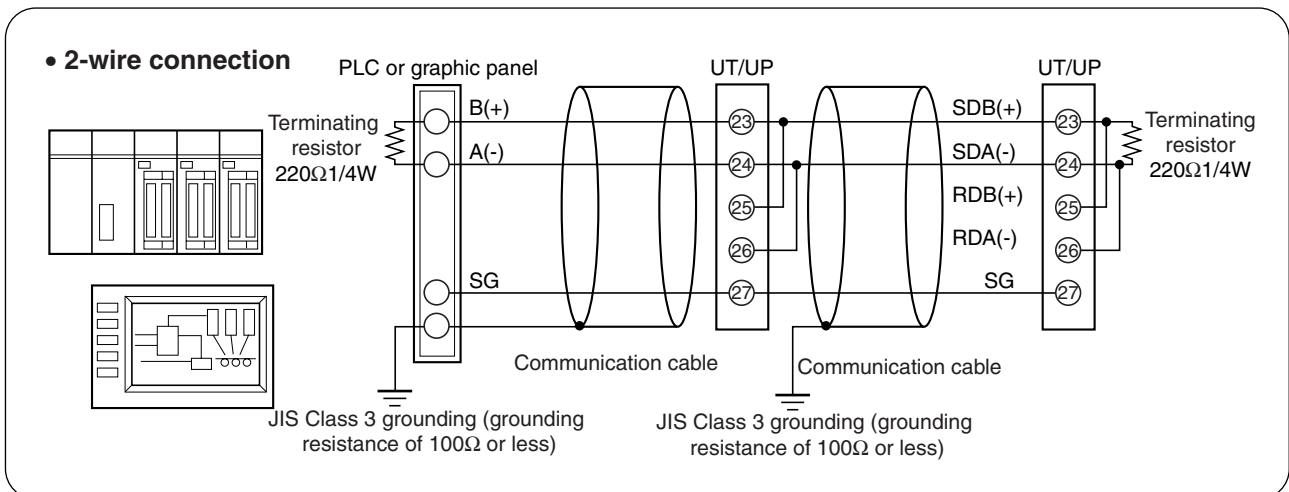 • 2-wire connection
PLC or graphic panel
UT/UP
UT/UP
Terminating
resistor
220Ω1/4W
B(+)
A(-)
SG
23
24
25
26
27
SDB(+)
SDA(-)
RDB(+)
RDA(-)
SG
23
24
25
26
27
Terminating
resistor
220Ω1/4W
Communication cable
Communication cable
JIS Class 3 grounding (grounding
resistance of 100Ω or less)
JIS Class 3 grounding (grounding
resistance of 100Ω or less)